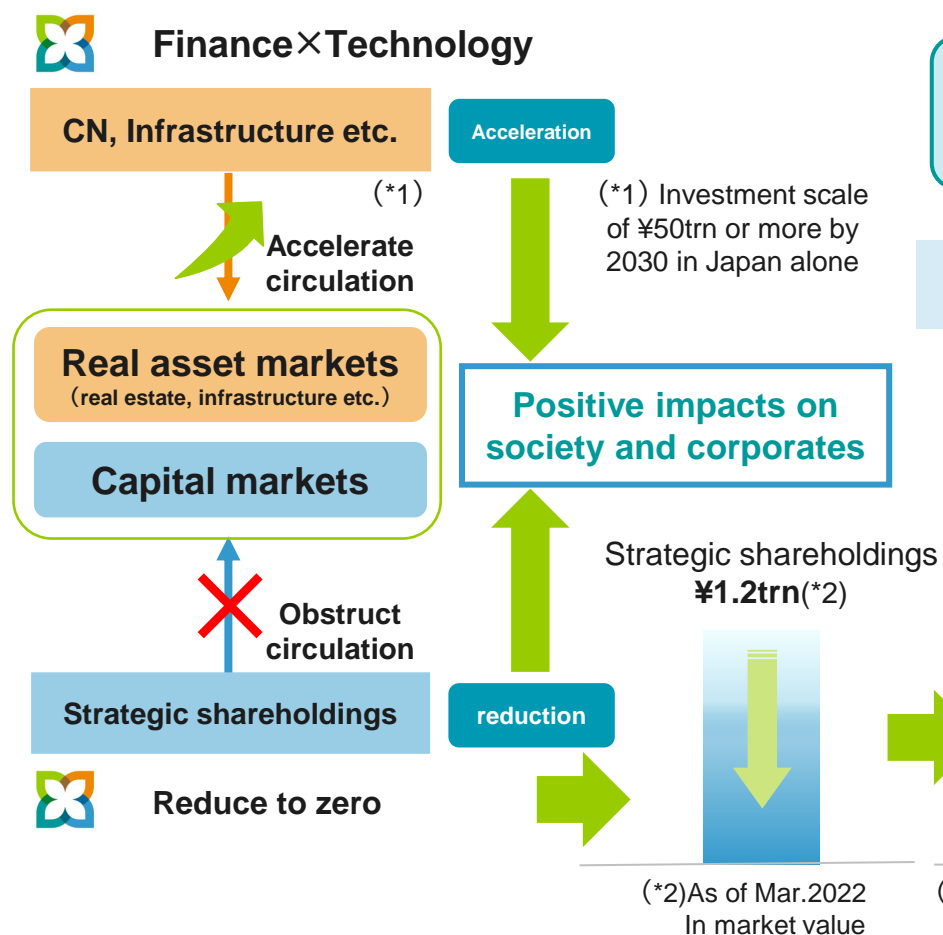 Finance×Technology
CN, Infrastructure etc.
Acceleration
(*1)
Accelerate
circulation
(*1) Investment scale
of ¥50trn or more by
2030 in Japan alone
Real asset markets
(real estate, infrastructure etc.)
Capital markets
Positive impacts on
society and corporates
Obstruct
circulation
Strategic shareholdings
reduction
Reduce to zero
Strategic shareholdings
¥1.2trn(*2)
(*2)As of Mar.2022
In market value
(